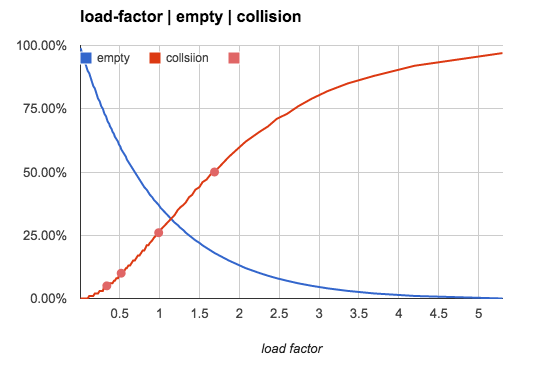 load-factor | empty | collision
100.00%
empty collsiion
75.00%
50.00%
25.00%
0.00%
0.5 1 1.5 2 2.5 3 3.5 4 4.5 5
load factor